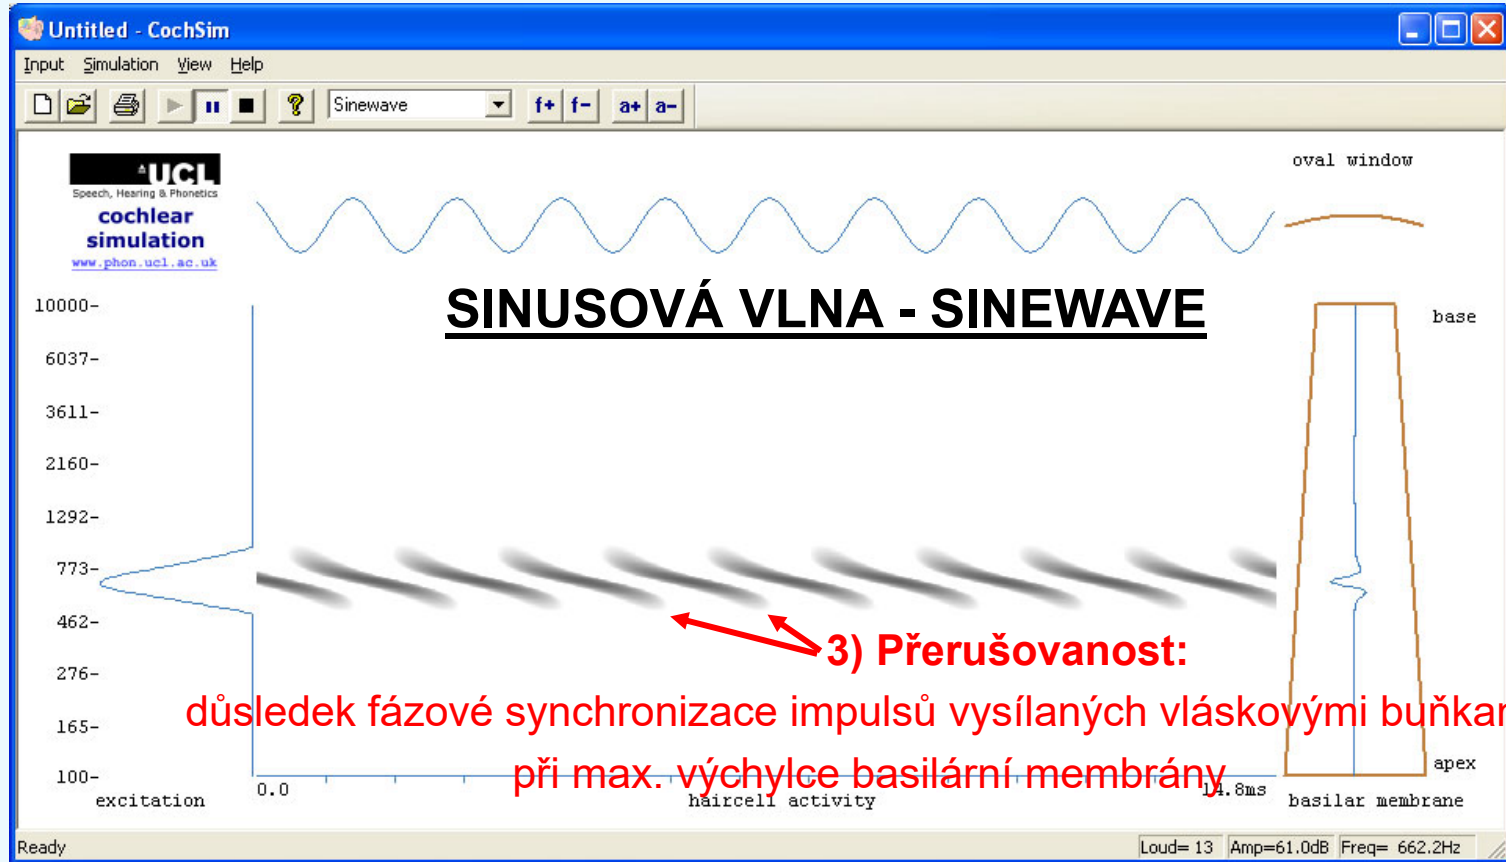 Untitled - CochSim
Input Simulation View Help
Sinewave f+ f- a+ a-
UCL
Speech, Hearing & Phonetics
cochlear
simulation
www.phon.ucl.ac.uk
oval window
SINUSOVÁ VLNA - SINEWAVE
10000-
base
6037-
3611-
2160-
1292-
773-
462-
3) Přerušovanost:
276-
důsledek fázové synchronizace impulsů vysílaných vláskovými
165-
při max. výchylce basilární membrány
100-
apex
excitation
0.0
haircell activity
14.8ms
basilar membrane
Ready
Loud= 13 Amp=61.0dB Freq= 662.2Hz